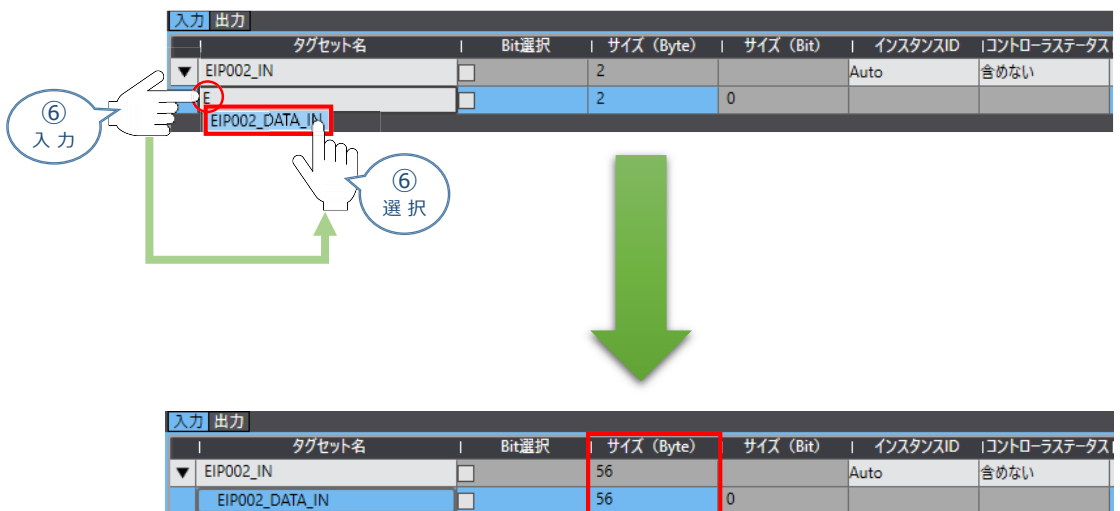 入力 出力
タグセット名 Bit選択 サイズ (Byte) サイズ (Bit) インスタンスID コントローラステータス
▼ EIP002_IN 2 Auto 含めない
E 2 0
EIP002_DATA_IN
⑥
入 力
⑥
選 択
入力 出力
タグセット名 Bit選択 サイズ (Byte) サイズ (Bit) インスタンスID コントローラステータス
▼ EIP002_IN 56 Auto 含めない
EIP002_DATA_IN 56 0